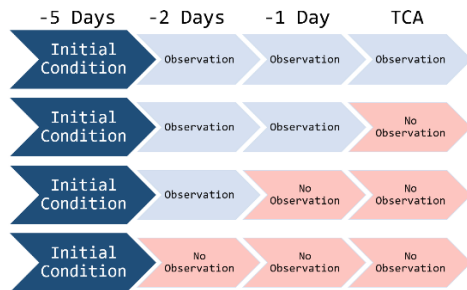 -5 Days -2 Days -1 Day TCA
Initial
Condition
Observation
Observation
Observation
Initial
Condition
Observation
Observation
No
Observation
Initial
Condition
Observation
No
Observation
No
Observation
Initial
Condition
No
Observation
No
Observation
No
Observation